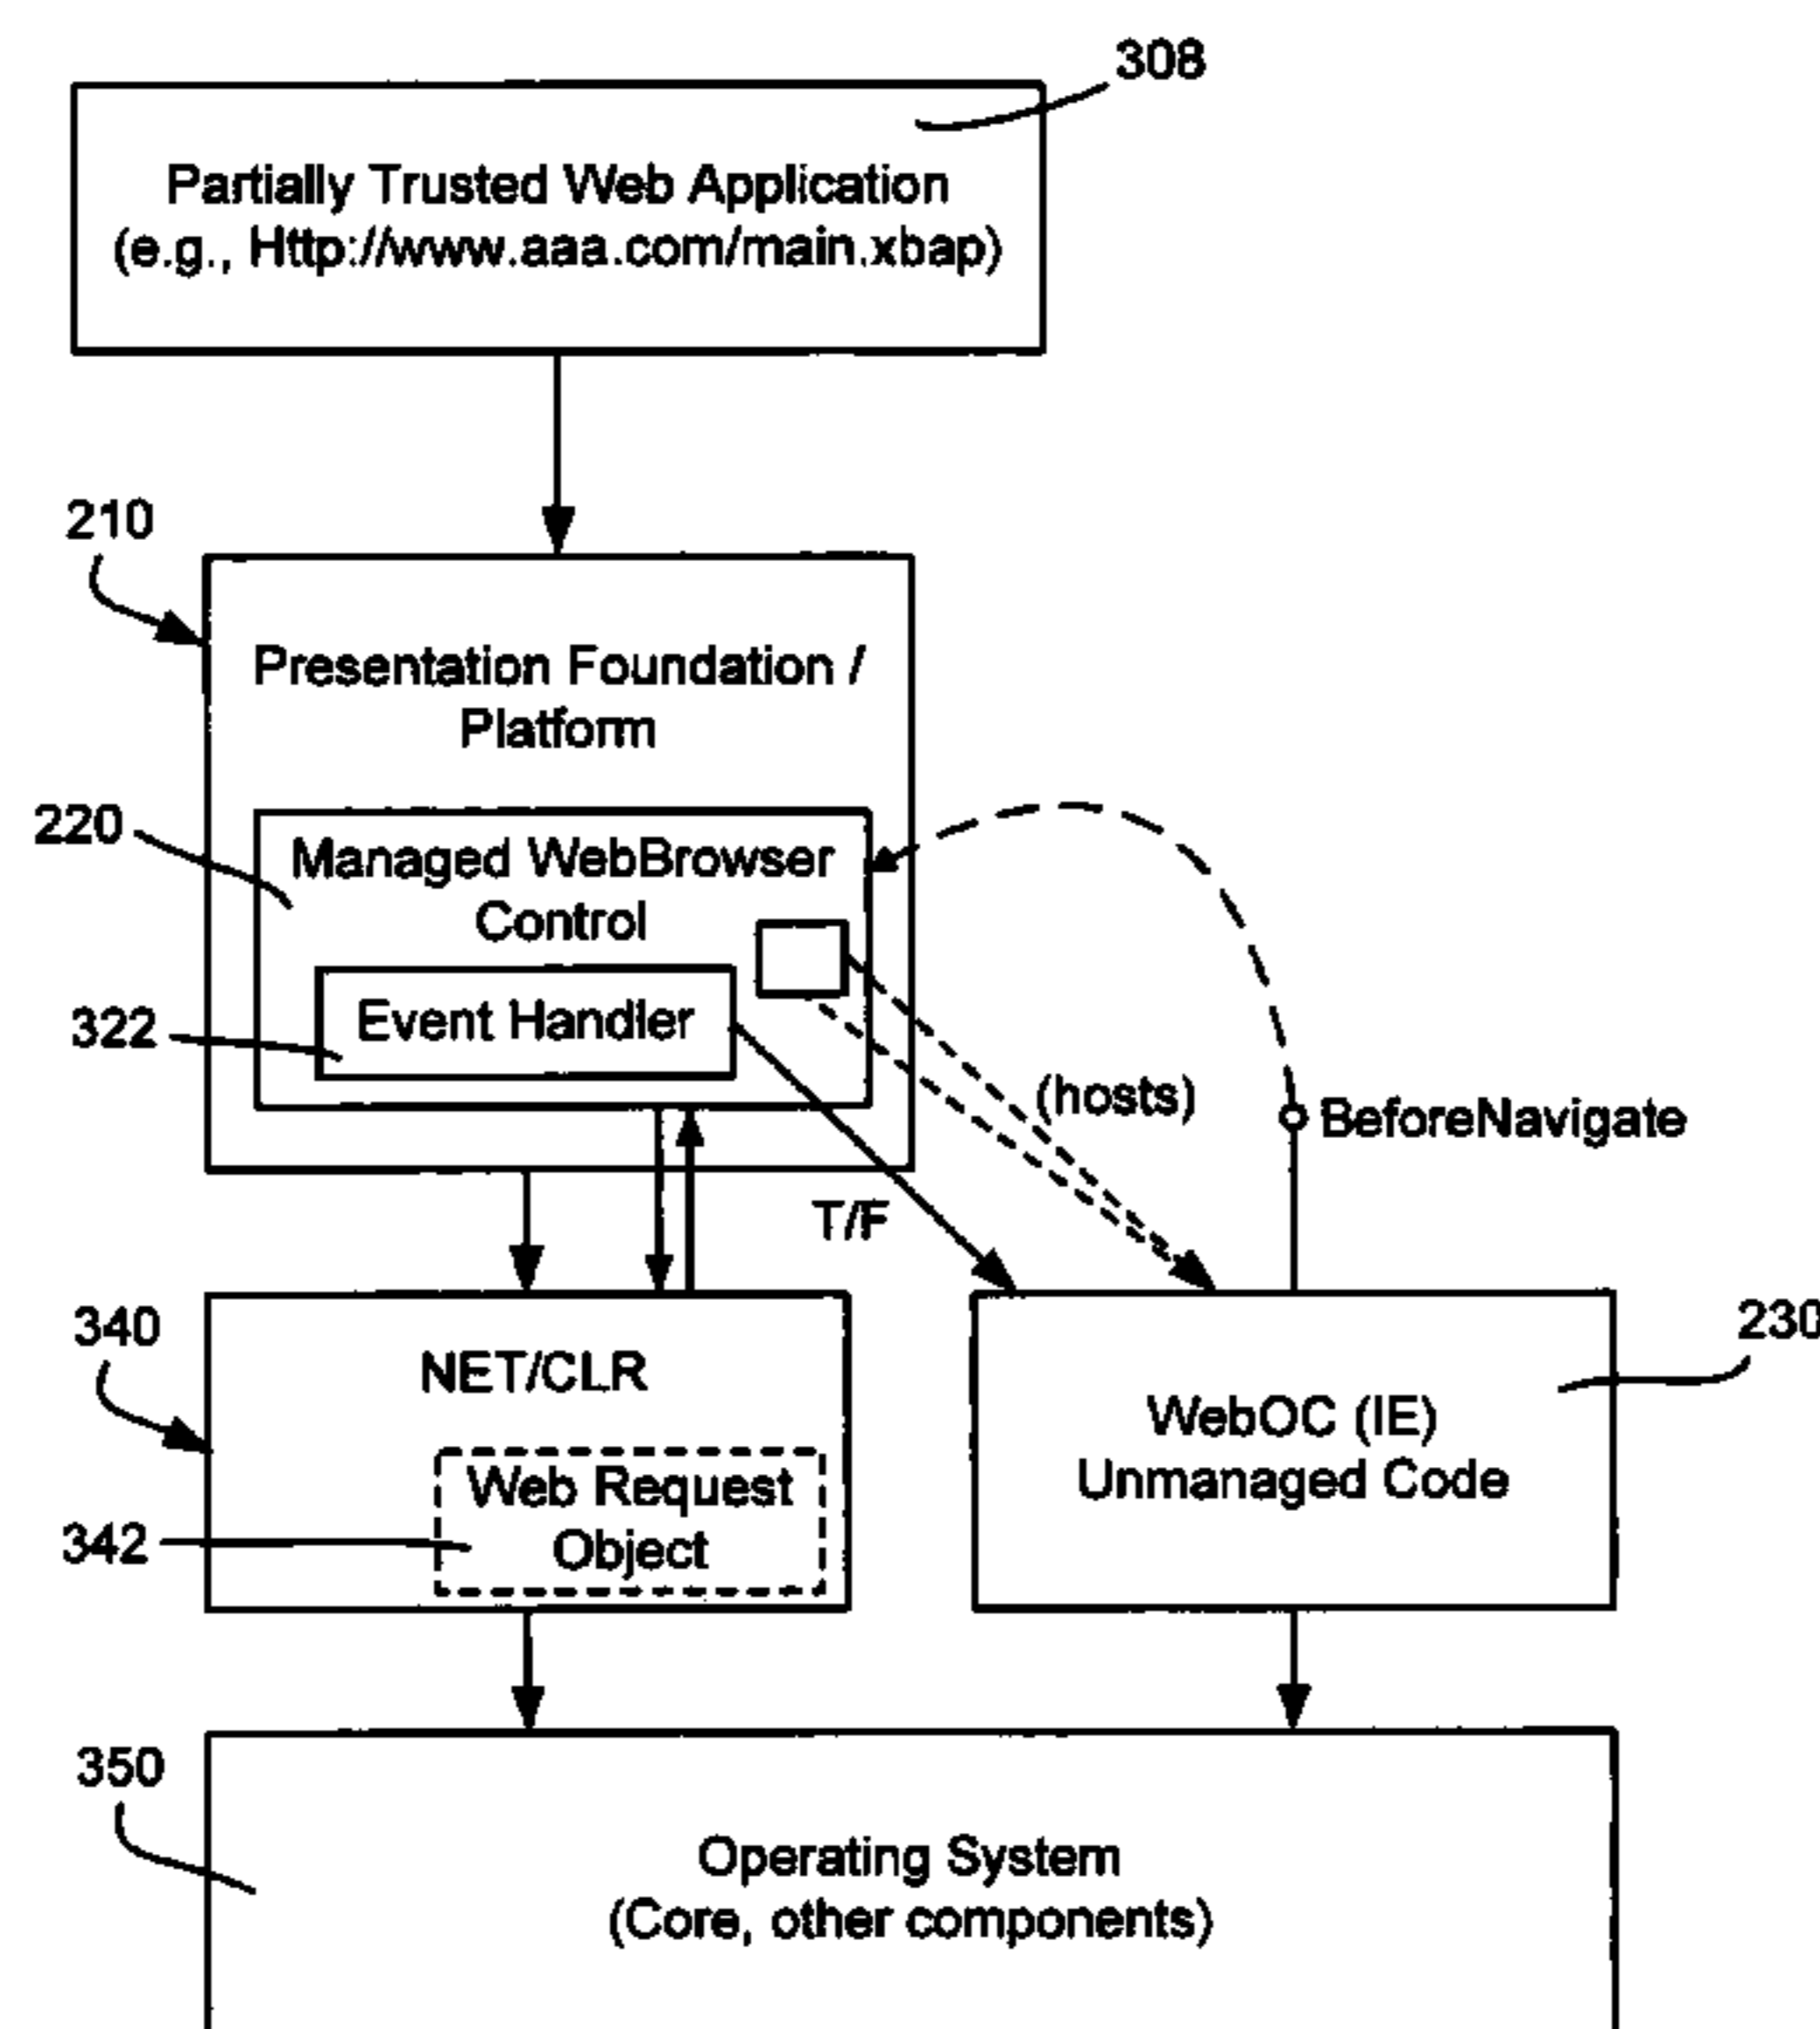 308
Partially Trusted Web Application
(e.g., Http://www.aaa.com/main.xbap)
210
Presentation Foundation /
Platform
220
Managed WebBrowser
Control
322
Event Handler
(hosts)
BeforeNavigate
T/F
340
NET/CLR
230
WebOC (IE)
Unmanaged Code
Web Request
Object
342
350
Operating System
(Core, other components)